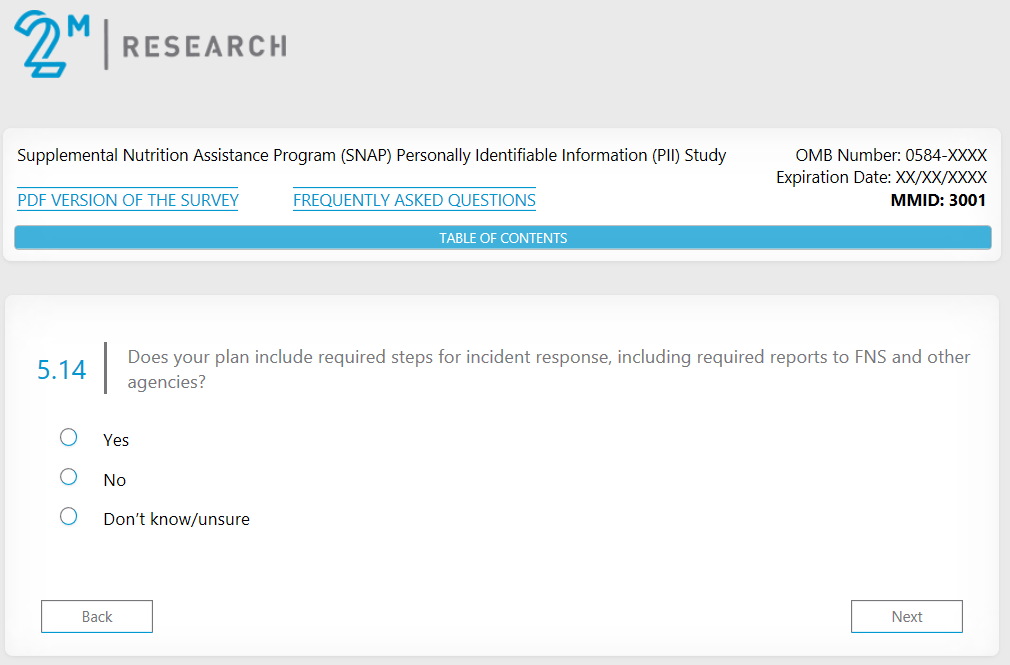 2M RESEARCH
Supplemental Nutrition Assistance Program (SNAP) Personally Identifiable Information (PII) Study
OMB Number: 0584-XXXX
Expiration Date: XX/XX/XXXX
PDF VERSION OF THE SURVEY
FREQUENTLY ASKED QUESTIONS
MMID: 3001
TABLE OF CONTENTS
5.14
Does your plan include required steps for incident response, including required reports to FNS and other
agencies?
Yes
No
Don’t know/unsure
Back
Next